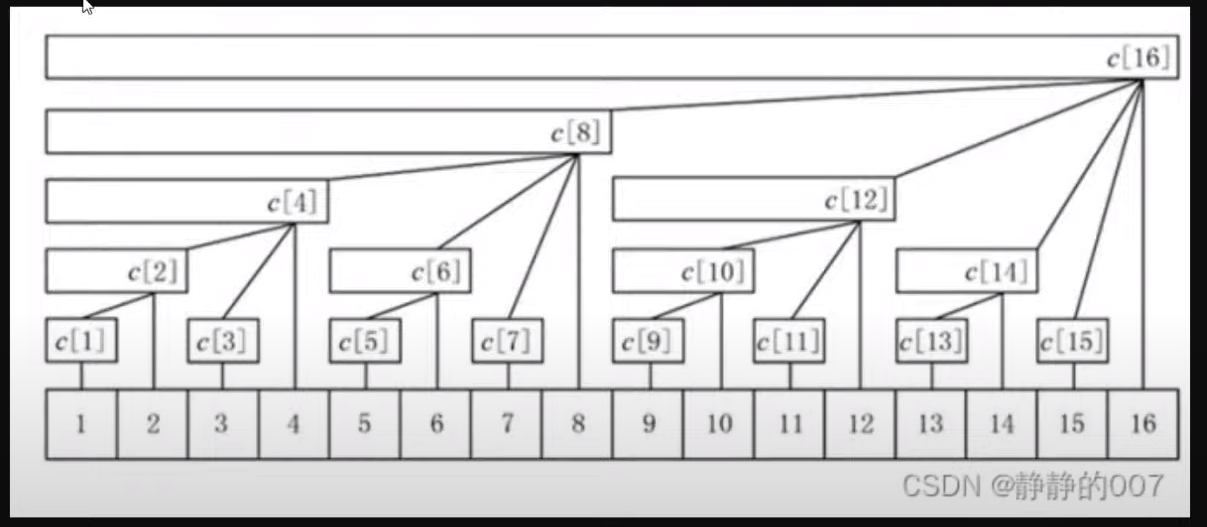 c[16]
c[8]
c[4] c[12]
c[2] c[6] c[10] c[14]
c[1] c[3] c[5] c[7] c[9] c[11] c[13] c[15]
1 2 3 4 5 6 7 8 9 10 11 12 13 14 15 16
CSDN @静静的007